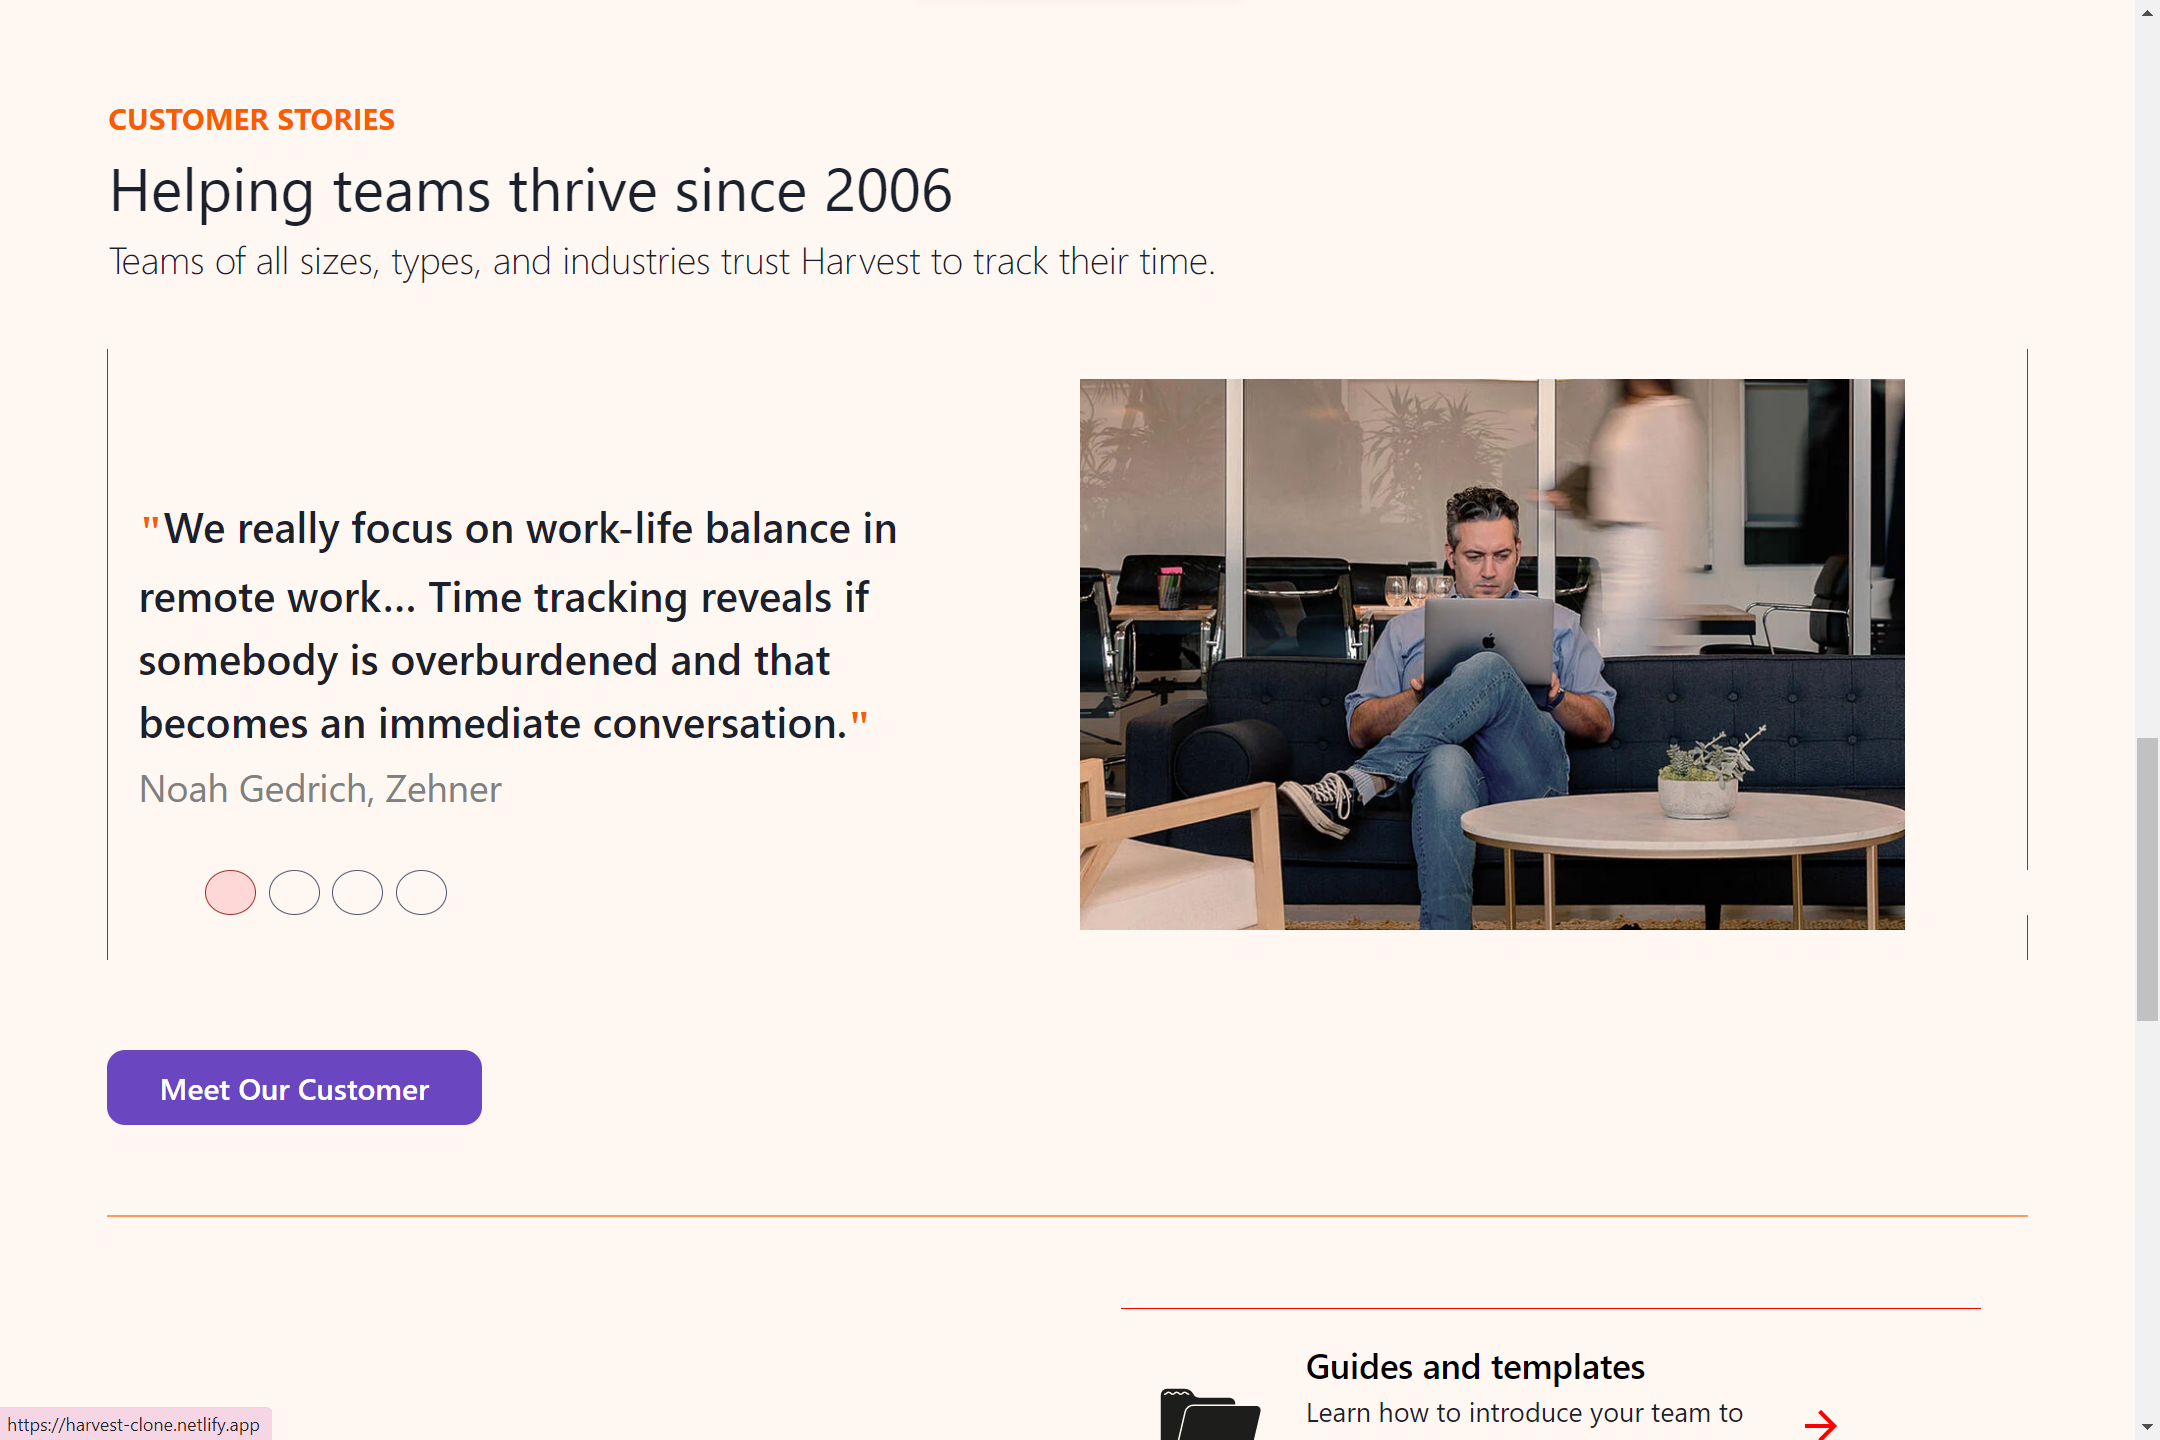 CUSTOMER STORIES
Helping teams thrive since 2006
Teams of all sizes, types, and industries trust Harvest to track their time.
"We really focus on work-life balance in
remote work... Time tracking reveals if
somebody is overburdened and that
becomes an immediate conversation."
Noah Gedrich, Zehner
Meet Our Customer
Guides and templates
Learn how to introduce your team to
https://harvest-clone.netlify.app